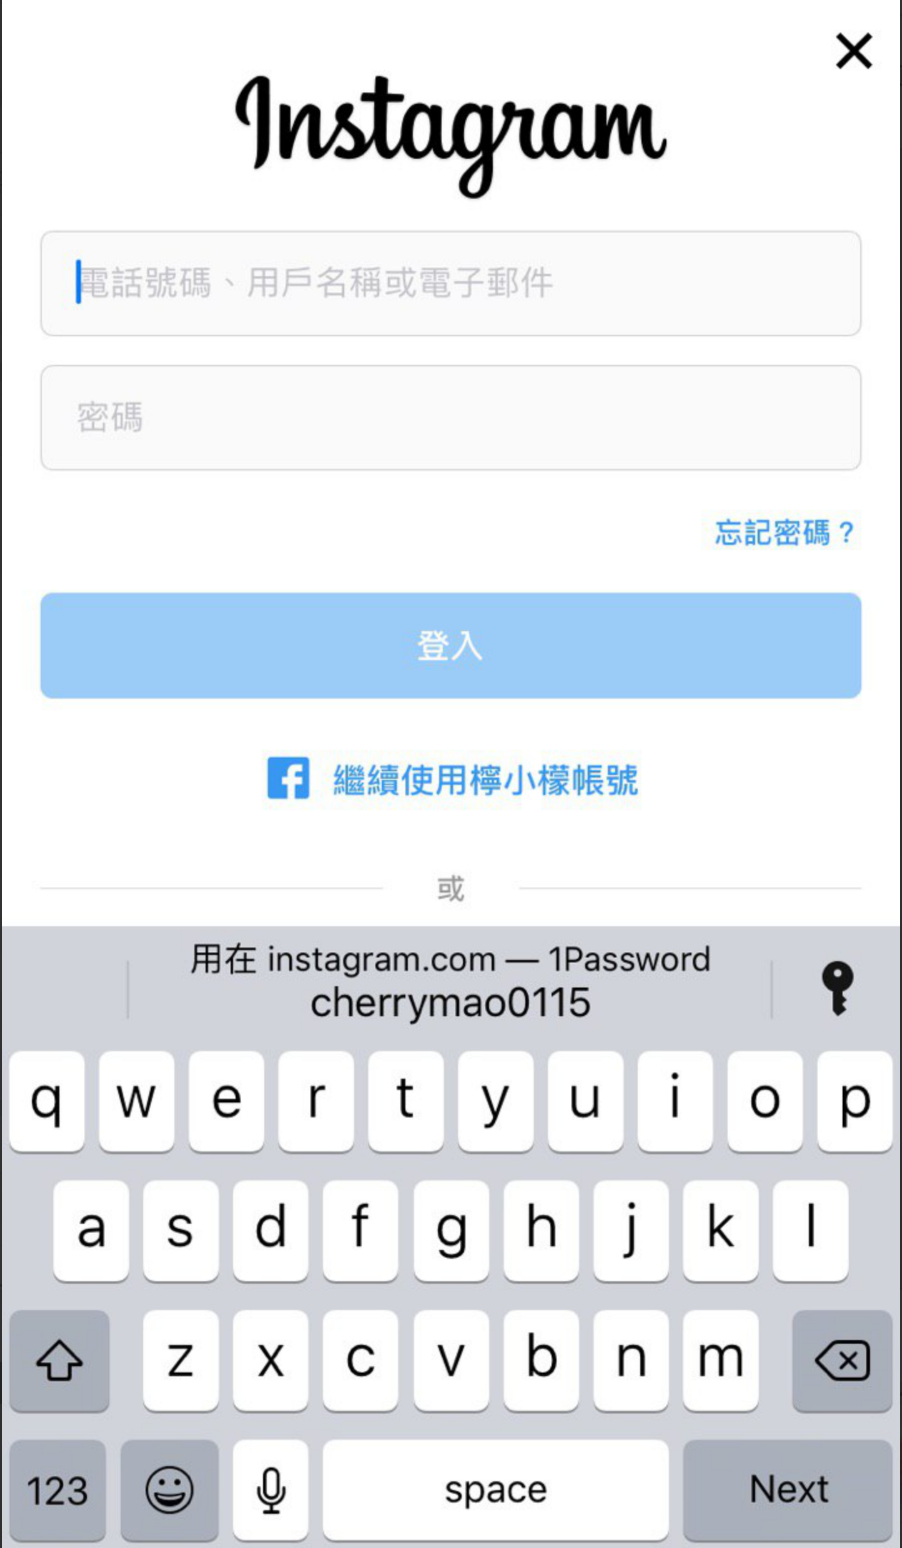 Instagram
電話號碼、用戶名稱或電子郵件
密碼
忘記密碼？
登入
繼續使用檸小檬帳號
或
用在 instagram.com — 1Password
cherrymao0115
q w e r t y u i o p
a s d f g h j k l
z x c v b n m
123 space Next